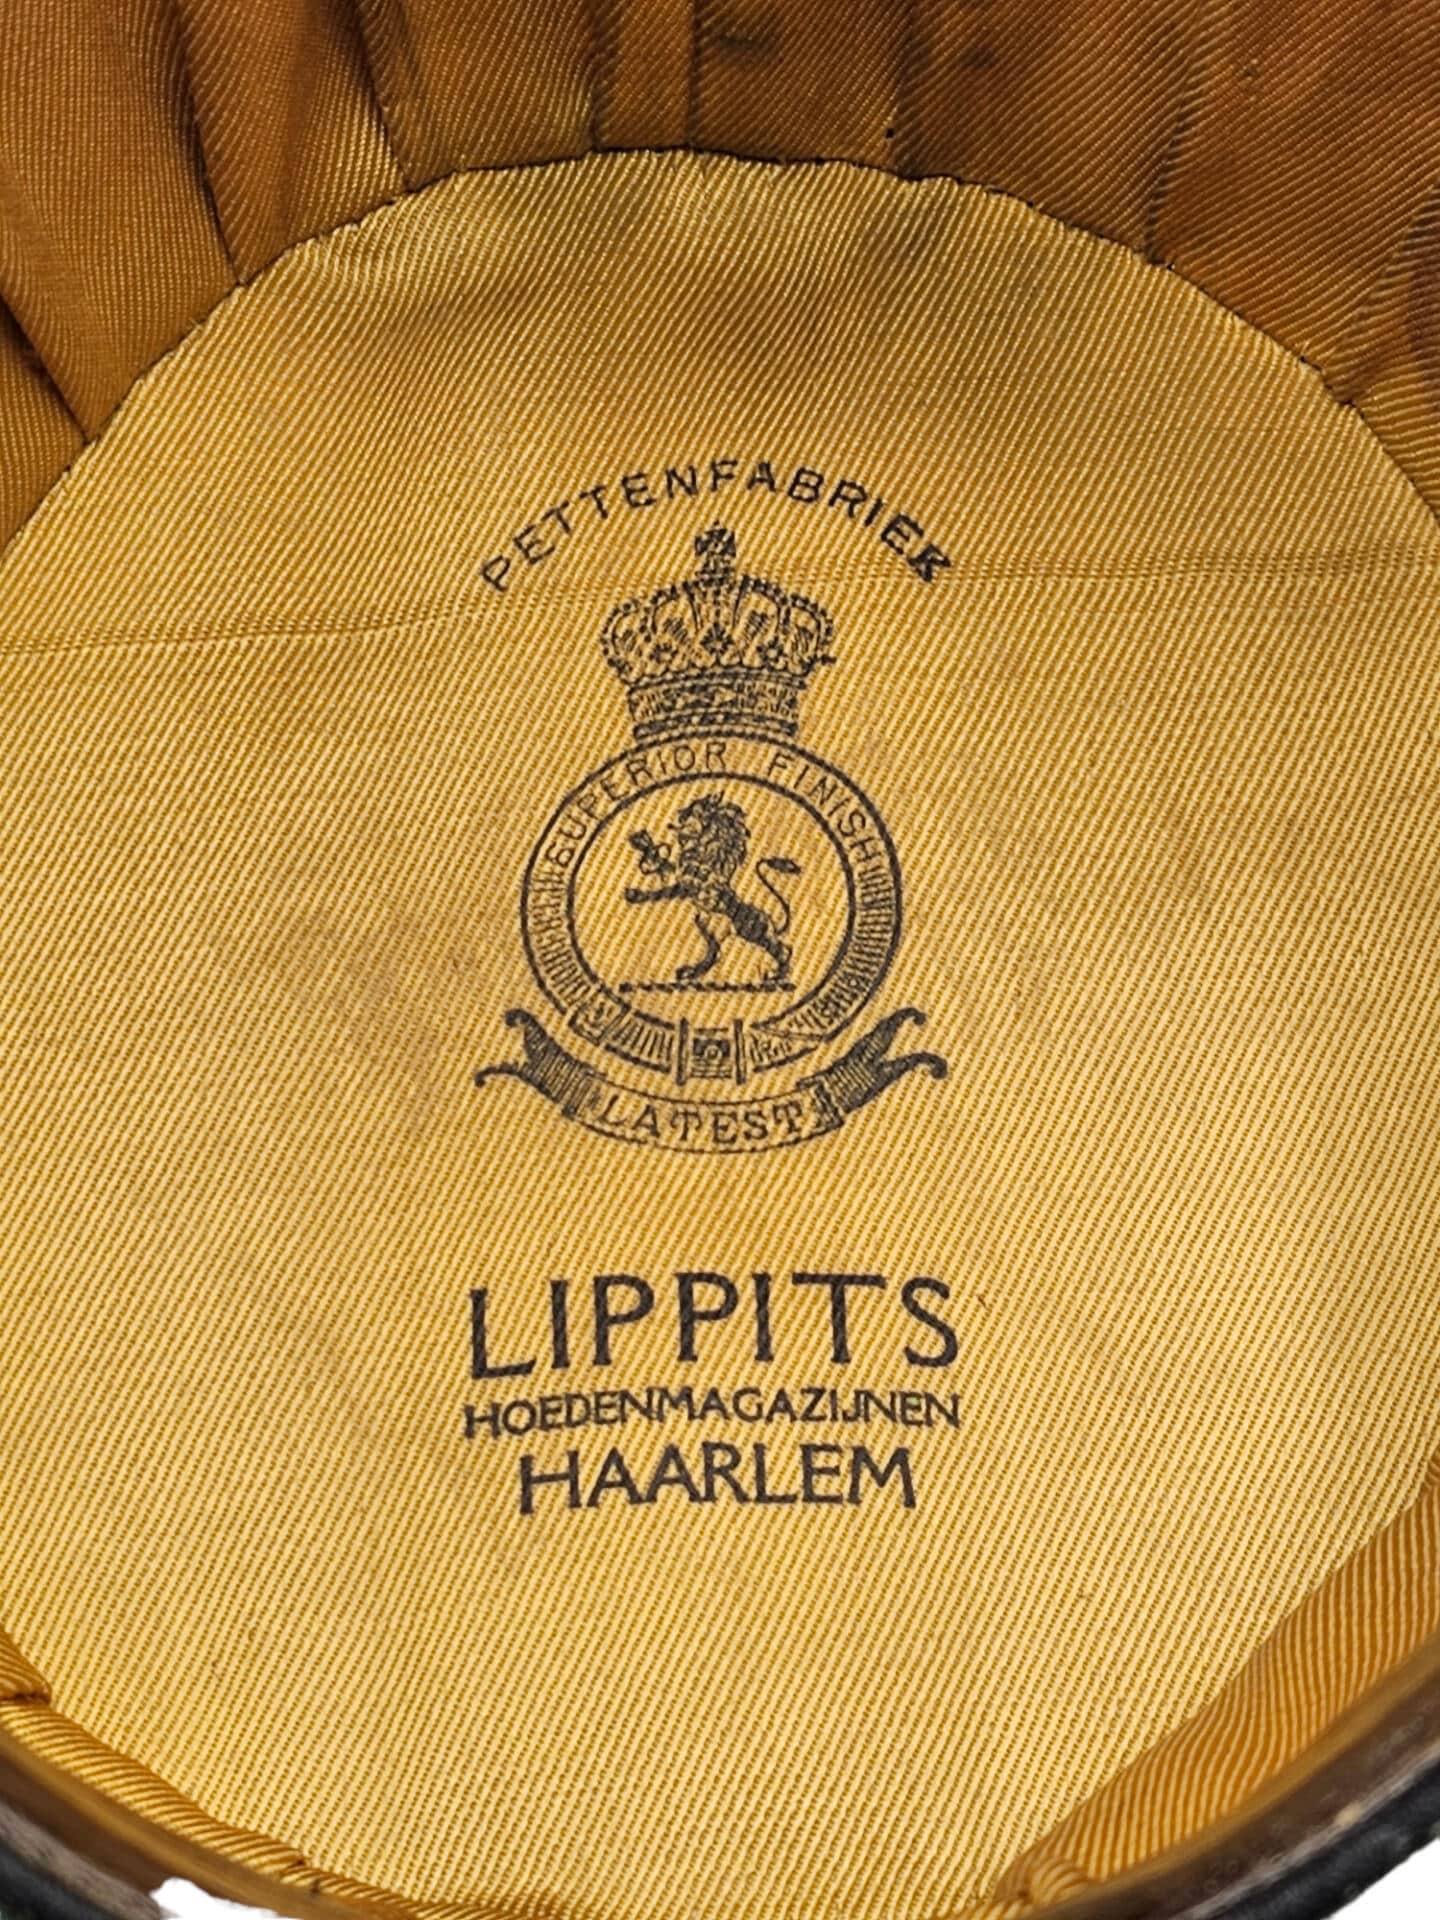 PETTENFABRIEK
SUPERIOR FINISH
LATEST
LIPPITS
HOEDENMAGAZIJNEN
HAARLEM